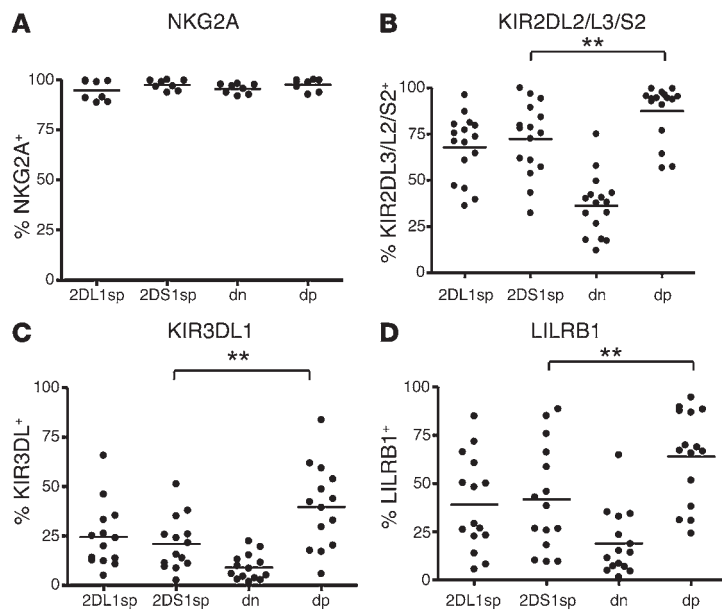 A NKG2A
% NKG2A+
100
75
50
25
0
2DL1sp 2DS1sp dn dp
B KIR2DL2/L3/S2
**
% KIR2DL3/L2/S2+
100
75
50
25
0
2DL1sp 2DS1sp dn dp
C KIR3DL1
**
% KIR3DL+
100
75
50
25
0
2DL1sp 2DS1sp dn dp
D LILRB1
**
% LILRB1+
100
75
50
25
0
2DL1sp 2DS1sp dn dp